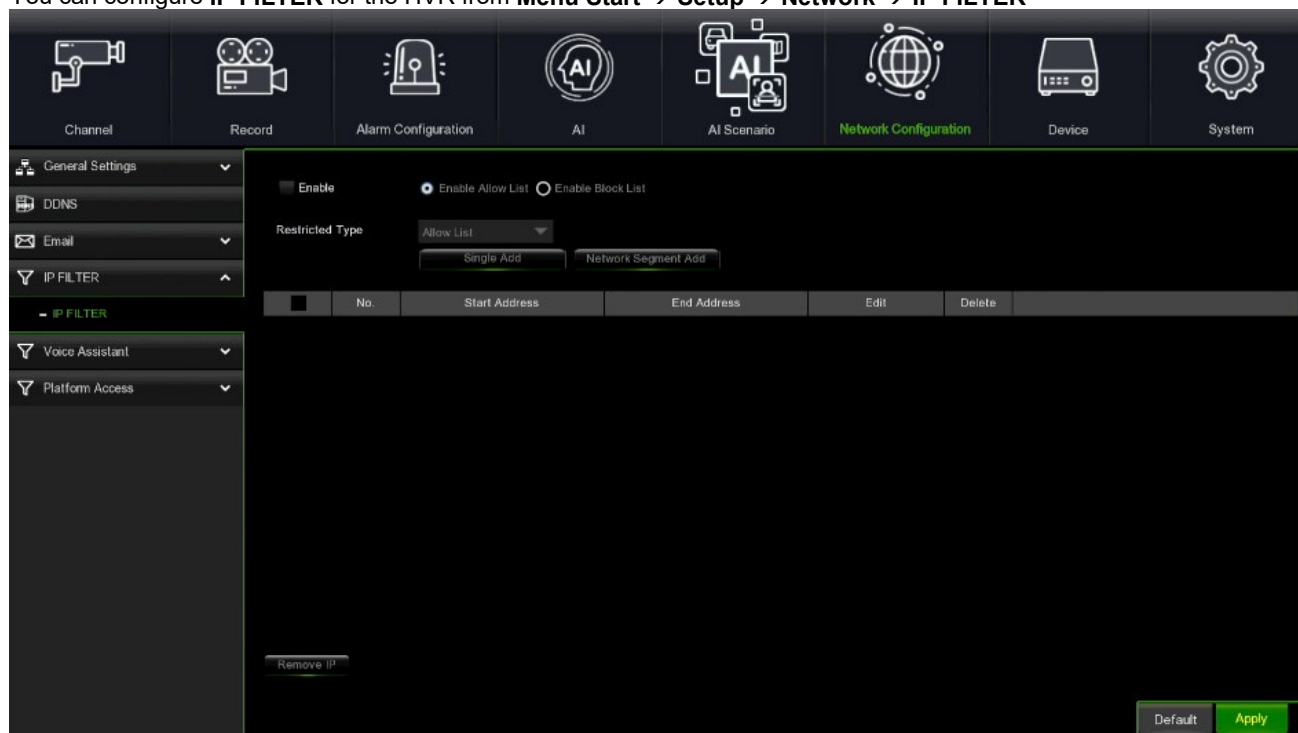 You can configure IP FILTER for the HVR from Menu Start → Setup → Network → IP FILTER
AI
AI
Channel
Record
Alarm Configuration
AI
AI Scenario
Network Configuration
Device
System
General Settings
DDNS
Email
IP FILTER
IP FILTER
Voice Assistant
Platform Access
Enable
Enable Allow List
Enable Block List
Restricted Type
Allow List
Single Add
Network Segment Add
No.
Start Address
End Address
Edit
Delete
Remove IP
Default
Apply